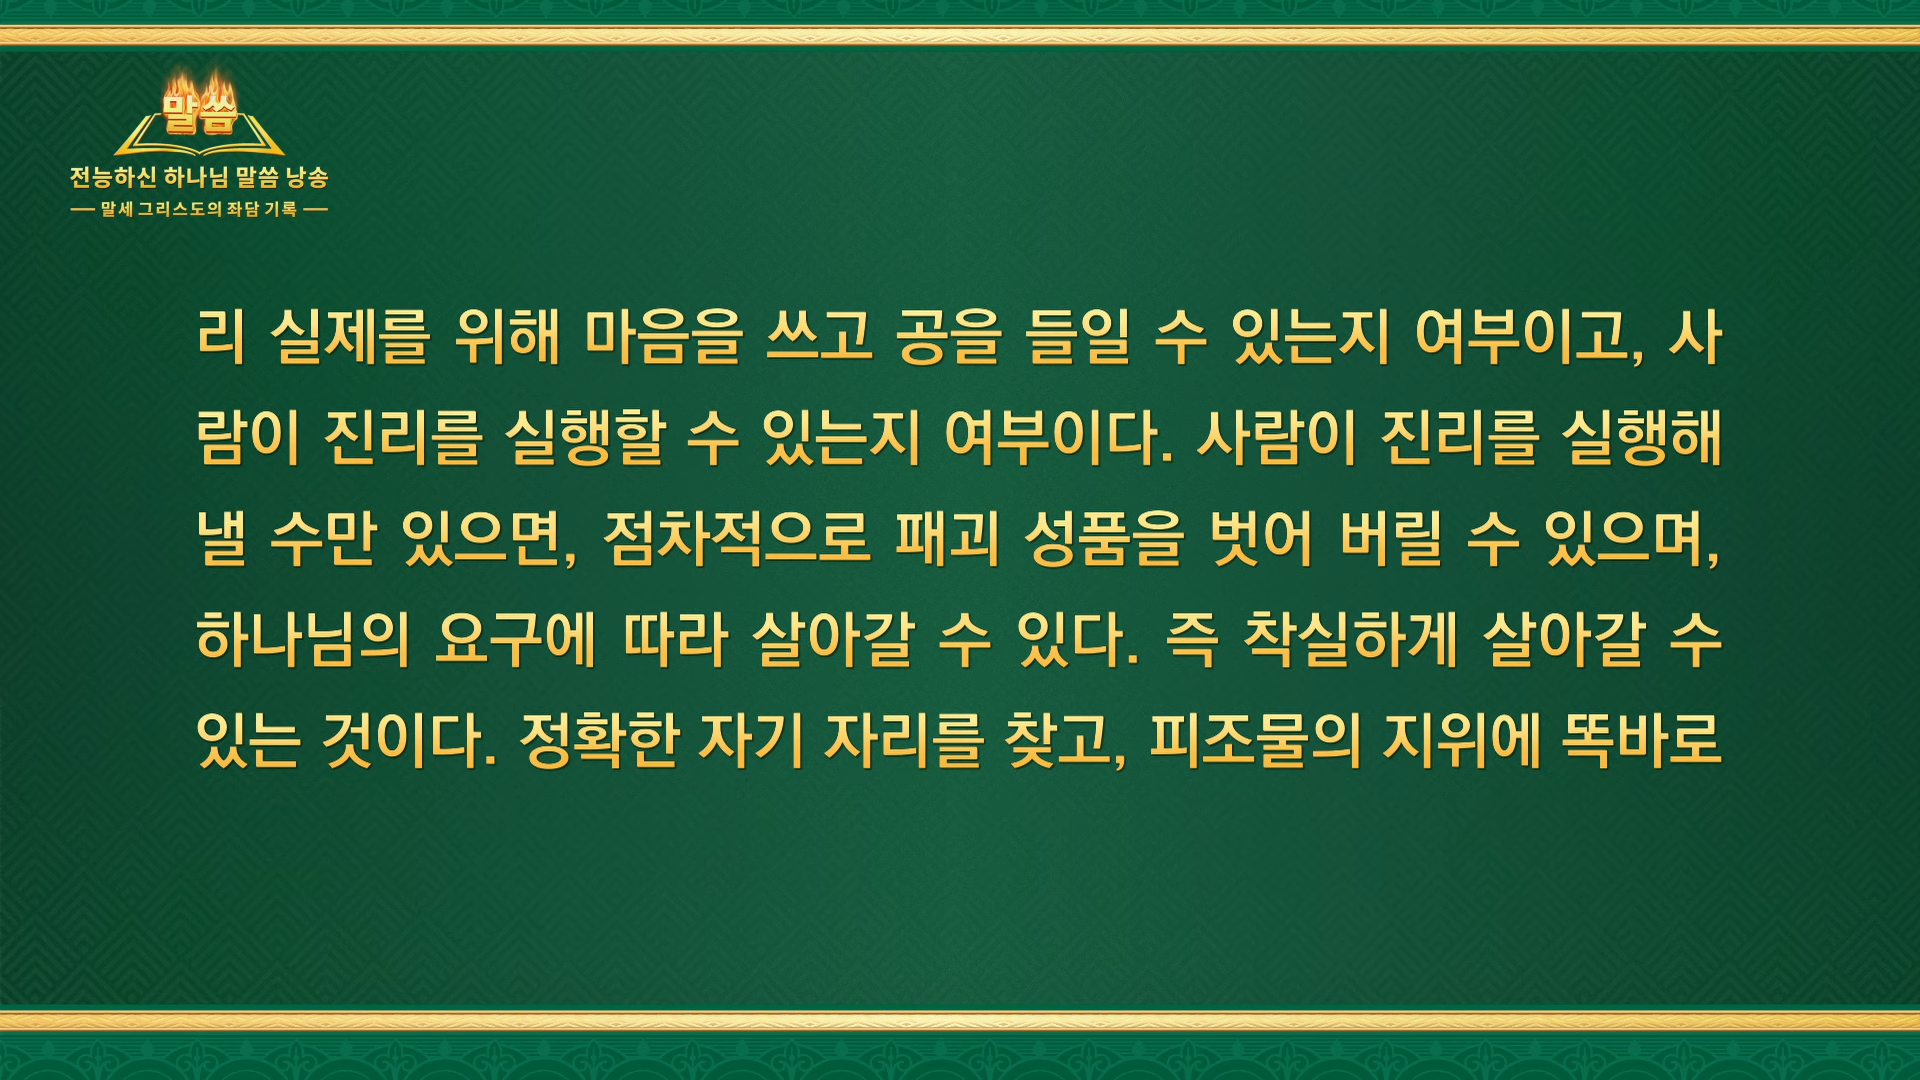 말씀
전능하신 하나님 말씀 낭송
말세 그리스도의 좌담 기록
리 실제를 위해 마음을 쓰고 공을 들일 수 있는지 여부이고, 사
람이 진리를 실행할 수 있는지 여부이다. 사람이 진리를 실행해
낼 수만 있으면, 점차적으로 패괴 성품을 벗어 버릴 수 있으며,
하나님의 요구에 따라 살아갈 수 있다. 즉 착실하게 살아갈 수
있는 것이다. 정확한 자기 자리를 찾고, 피조물의 지위에 똑바로